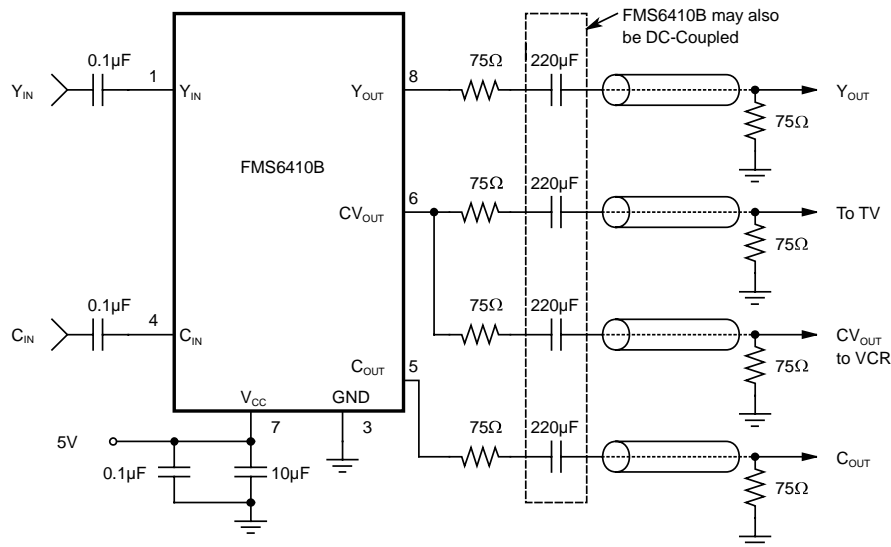 FMS6410B may also
be DC-Coupled
0.1µF
75Ω
220µF
Y_IN
1
Y_IN
Y_OUT
8
Y_OUT
75Ω
FMS6410B
75Ω
220µF
6
CV_OUT
To TV
75Ω
0.1µF
75Ω
220µF
C_IN
4
C_IN
CV_OUT
to VCR
C_OUT
5
75Ω
V_CC
GND
75Ω
220µF
7
3
5V
C_OUT
0.1µF
10µF
75Ω